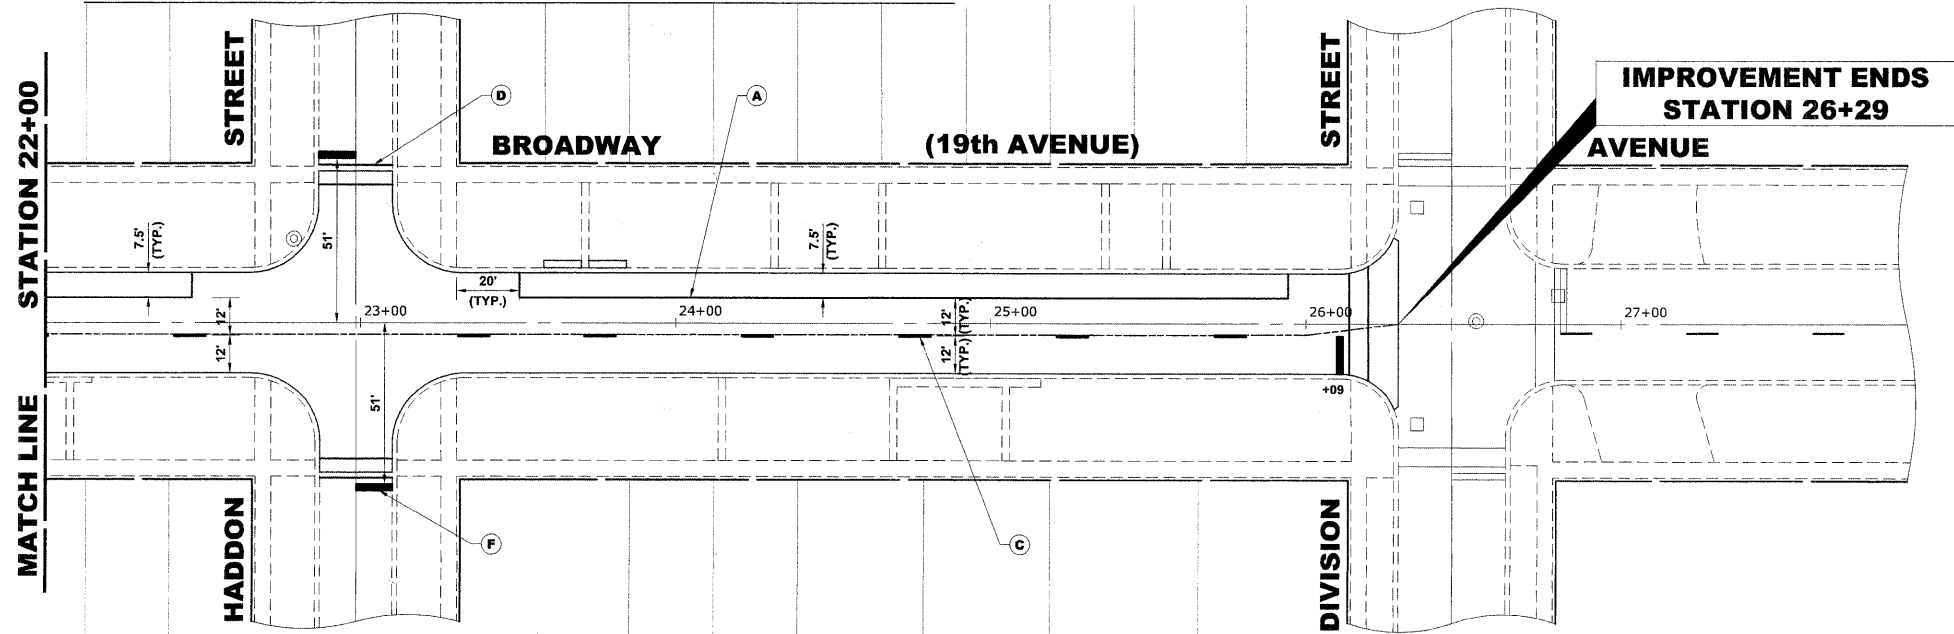 MATCH LINE STATION 22+00
HADDON STREET
DIVISION STREET
D
A
IMPROVEMENT ENDS
STATION 26+29
BROADWAY (19th AVENUE) AVENUE
7.5'
(TYP.)
51'
7.5'
(TYP.)
20'
(TYP.)
12'
23+00
24+00
12'
(TYP.)
25+00
26+00
27+00
12'
12'
(TYP.)
+09
51'
F
C